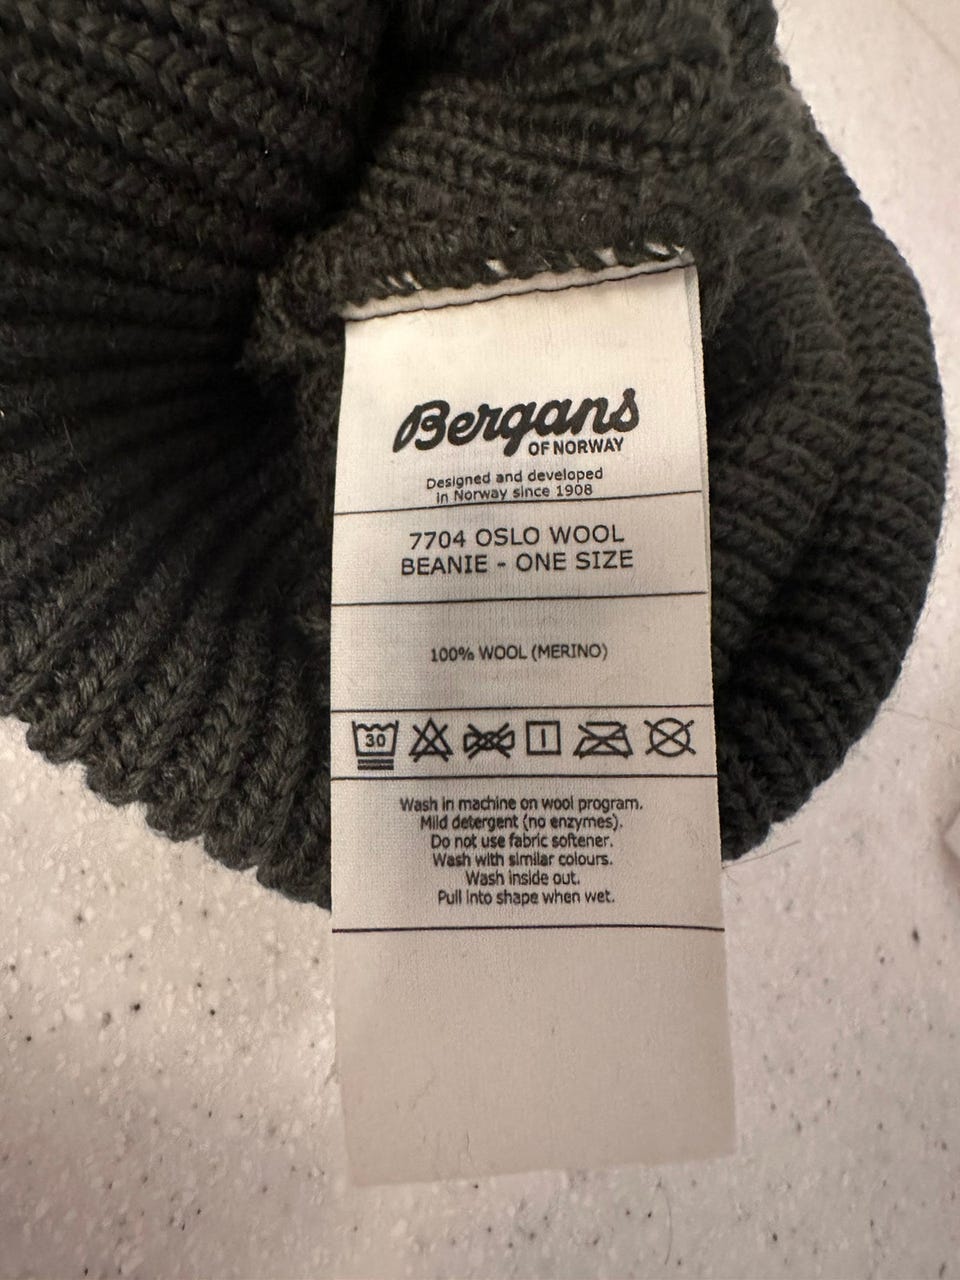 Bergans
OF NORWAY
Designed and developed
in Norway since 1908
7704 OSLO WOOL
BEANIE - ONE SIZE
100% WOOL (MERINO)
30
Wash in machine on wool program.
Mild detergent (no enzymes).
Do not use fabric softener.
Wash with similar colours.
Wash inside out.
Pull into shape when wet.